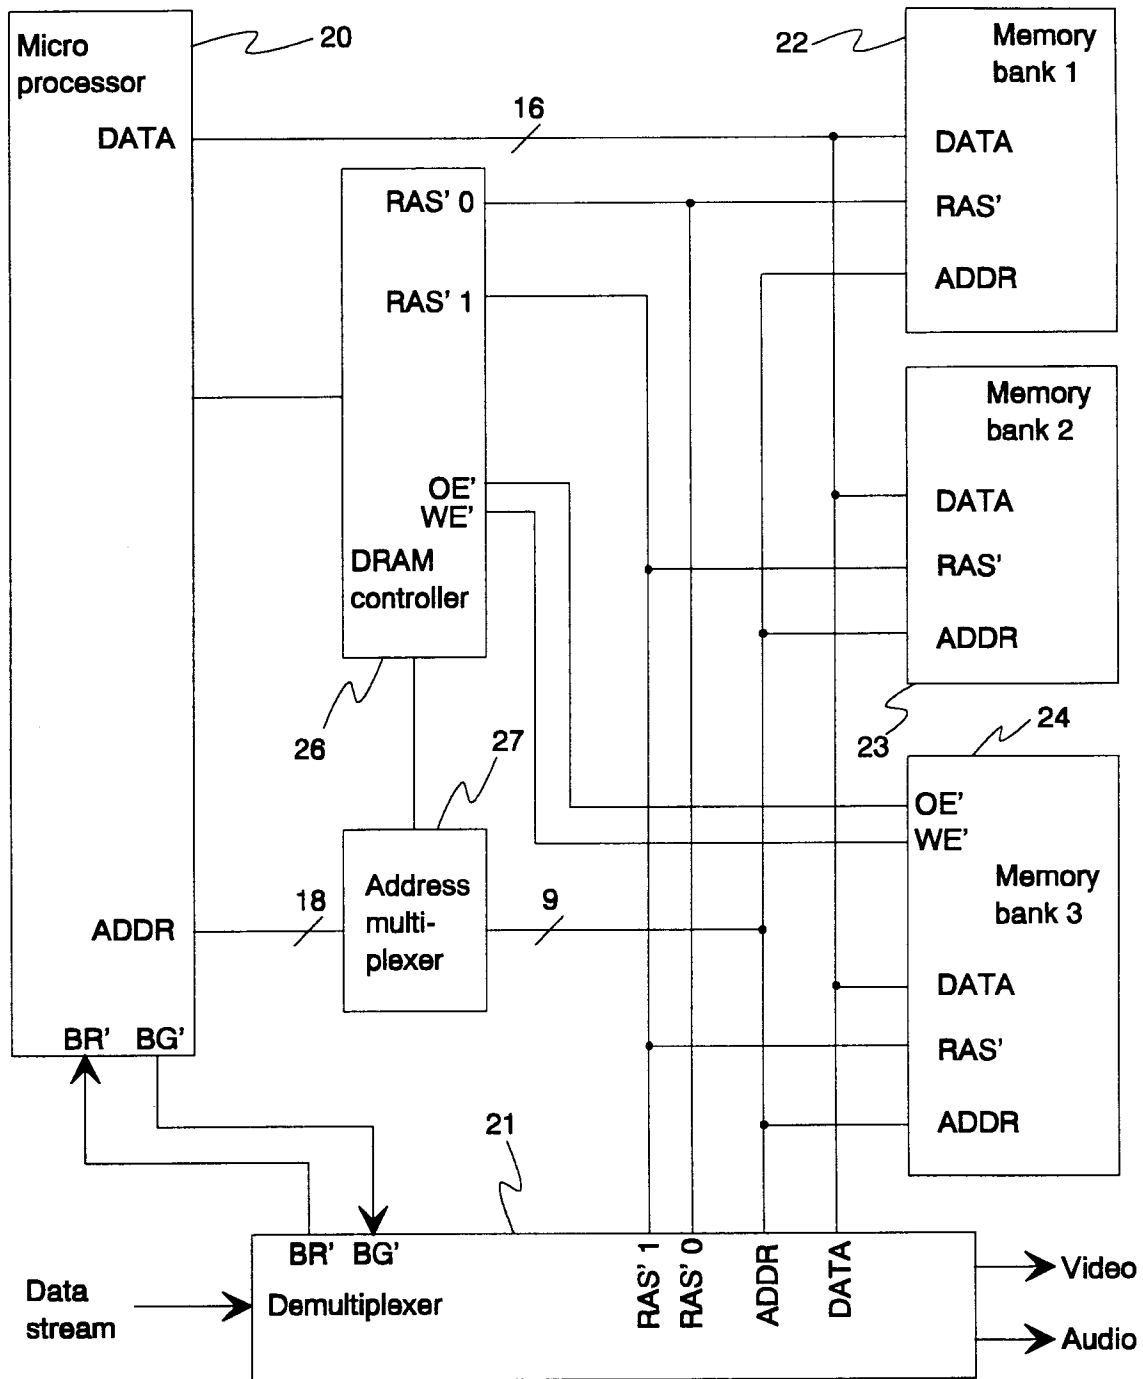 Micro
processor
20
DATA
16
22
Memory
bank 1
DATA
RAS'
ADDR
RAS' 0
RAS' 1
OE'
WE'
DRAM
controller
26
Memory
bank 2
DATA
RAS'
ADDR
23
24
27
OE'
WE'
Memory
bank 3
DATA
RAS'
ADDR
ADDR
18
Address
multi-
plexer
9
BR' BG'
21
BR' BG'
RAS' 1
RAS' 0
ADDR
DATA
Data
stream
Demultiplexer
Video
Audio